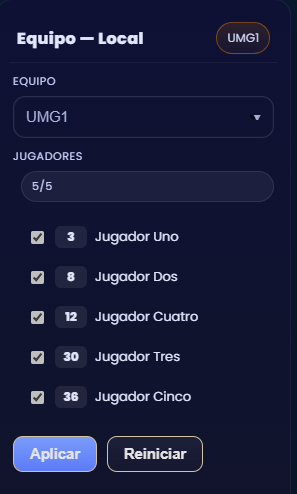 Equipo — Local
UMG1
EQUIPO
UMG1
JUGADORES
5/5
3 Jugador Uno
8 Jugador Dos
12 Jugador Cuatro
30 Jugador Tres
36 Jugador Cinco
Aplicar
Reiniciar